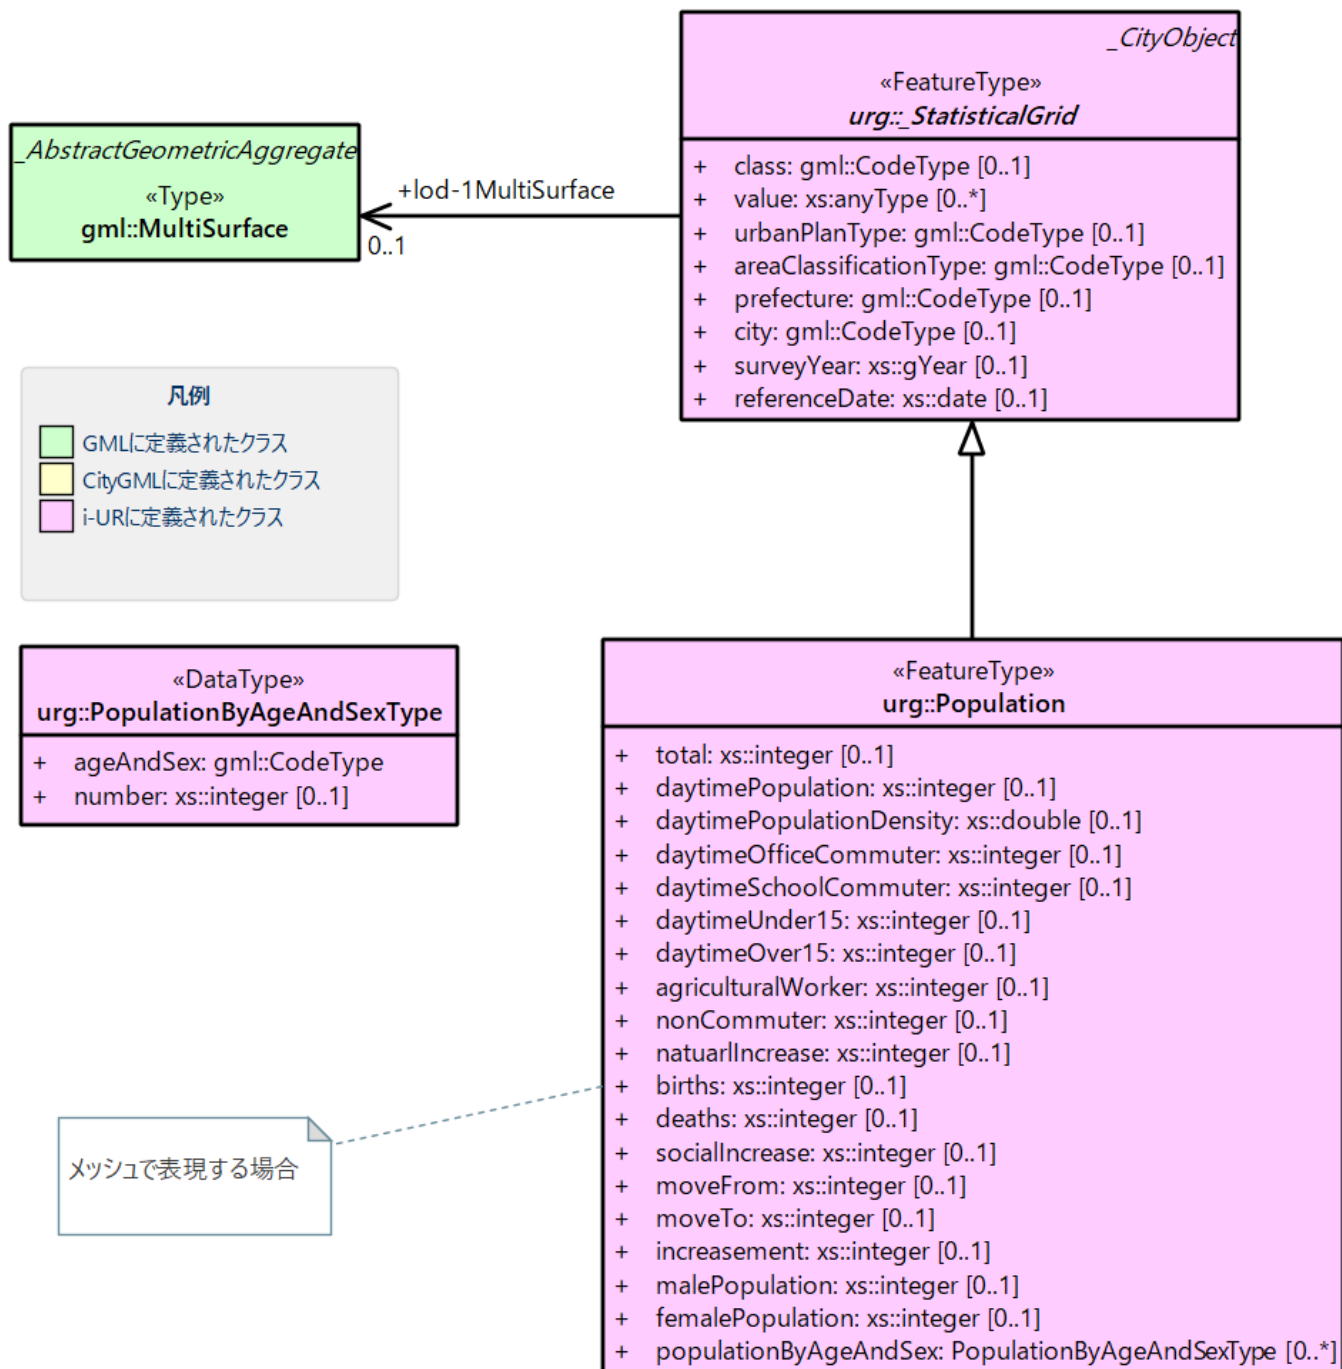 _CityObject
«FeatureType»
urg::_StatisticalGrid
+ class: gml::CodeType [0..1]
+ value: xs:anyType [0..*]
+ urbanPlanType: gml::CodeType [0..1]
+ areaClassificationType: gml::CodeType [0..1]
+ prefecture: gml::CodeType [0..1]
+ city: gml::CodeType [0..1]
+ surveyYear: xs::gYear [0..1]
+ referenceDate: xs::date [0..1]
_AbstractGeometricAggregate
«Type»
gml::MultiSurface
+lod-1MultiSurface
0..1
凡例
GMLに定義されたクラス
CityGMLに定義されたクラス
i-URに定義されたクラス
«DataType»
urg::PopulationByAgeAndSexType
+ ageAndSex: gml::CodeType
+ number: xs::integer [0..1]
«FeatureType»
urg::Population
+ total: xs::integer [0..1]
+ daytimePopulation: xs::integer [0..1]
+ daytimePopulationDensity: xs::double [0..1]
+ daytimeOfficeCommuter: xs::integer [0..1]
+ daytimeSchoolCommuter: xs::integer [0..1]
+ daytimeUnder15: xs::integer [0..1]
+ daytimeOver15: xs::integer [0..1]
+ agriculturalWorker: xs::integer [0..1]
+ nonCommuter: xs::integer [0..1]
+ natuarlIncrease: xs::integer [0..1]
+ births: xs::integer [0..1]
+ deaths: xs::integer [0..1]
+ socialIncrease: xs::integer [0..1]
+ moveFrom: xs::integer [0..1]
+ moveTo: xs::integer [0..1]
+ increasement: xs::integer [0..1]
+ malePopulation: xs::integer [0..1]
+ femalePopulation: xs::integer [0..1]
+ populationByAgeAndSex: PopulationByAgeAndSexType [0..*]
メッシュで表現する場合